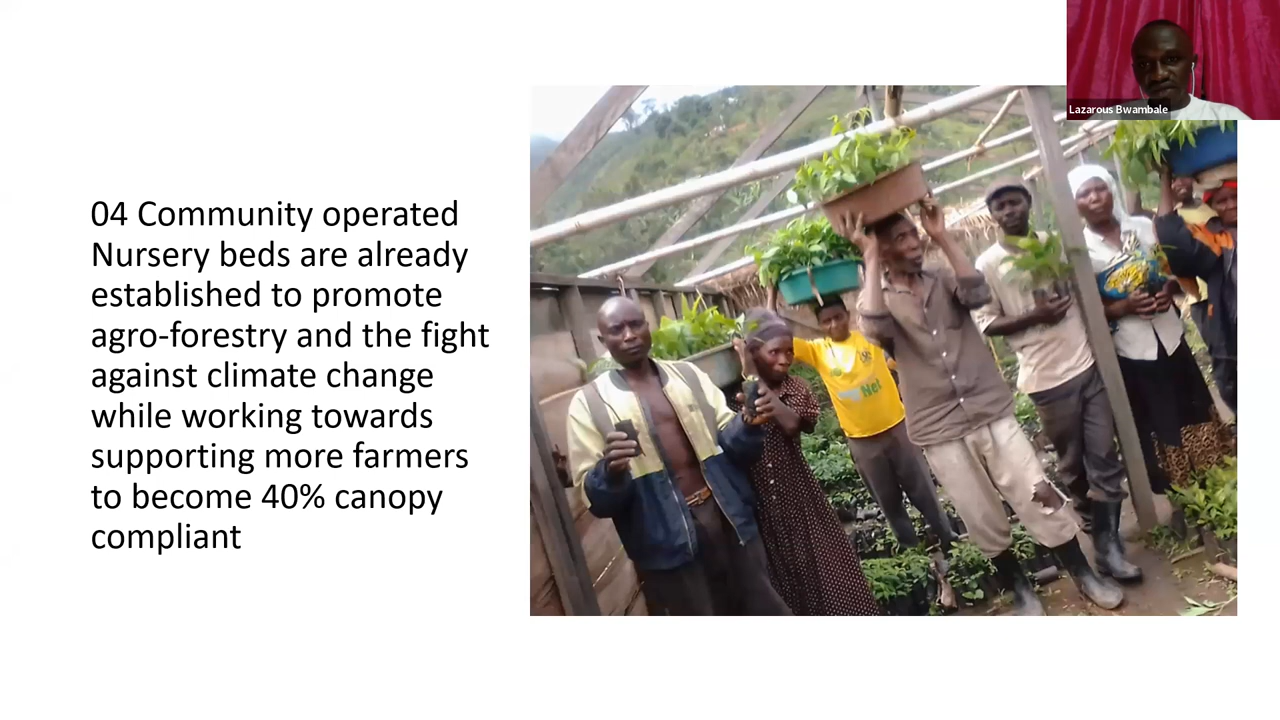 04 Community operated
Nursery beds are already
established to promote
agro-forestry and the fight
against climate change
while working towards
supporting more farmers
to become 40% canopy
compliant
Lazarous Bwambale